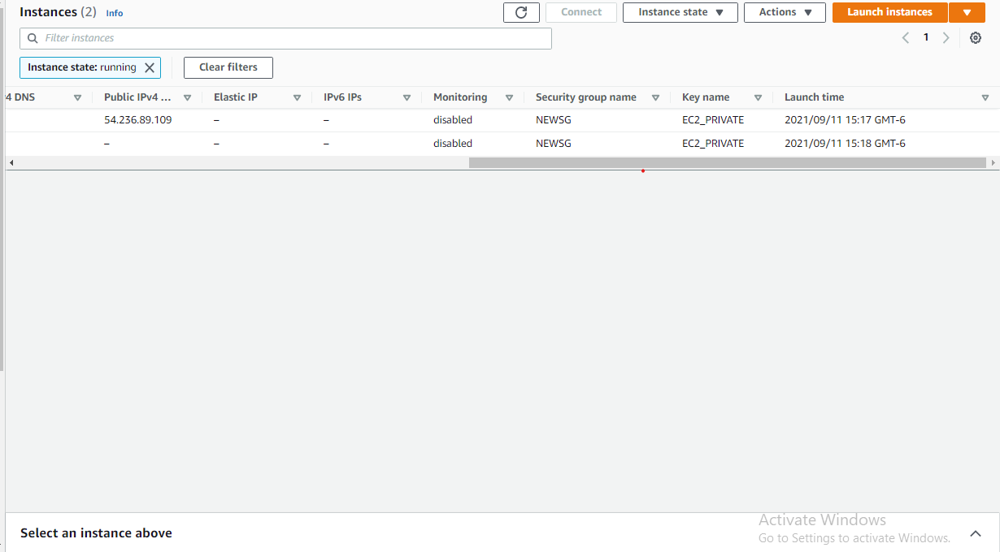 Instances (2) Info
Connect Instance state Actions Launch instances
Filter instances
1
Instance state: running
Clear filters
4 DNS Public IPv4 ... Elastic IP IPv6 IPs Monitoring Security group name Key name Launch time
54.236.89.109 – – disabled NEWSG EC2_PRIVATE 2021/09/11 15:17 GMT-6
– – – disabled NEWSG EC2_PRIVATE 2021/09/11 15:18 GMT-6
Select an instance above
Activate Windows
Go to Settings to activate Windows.